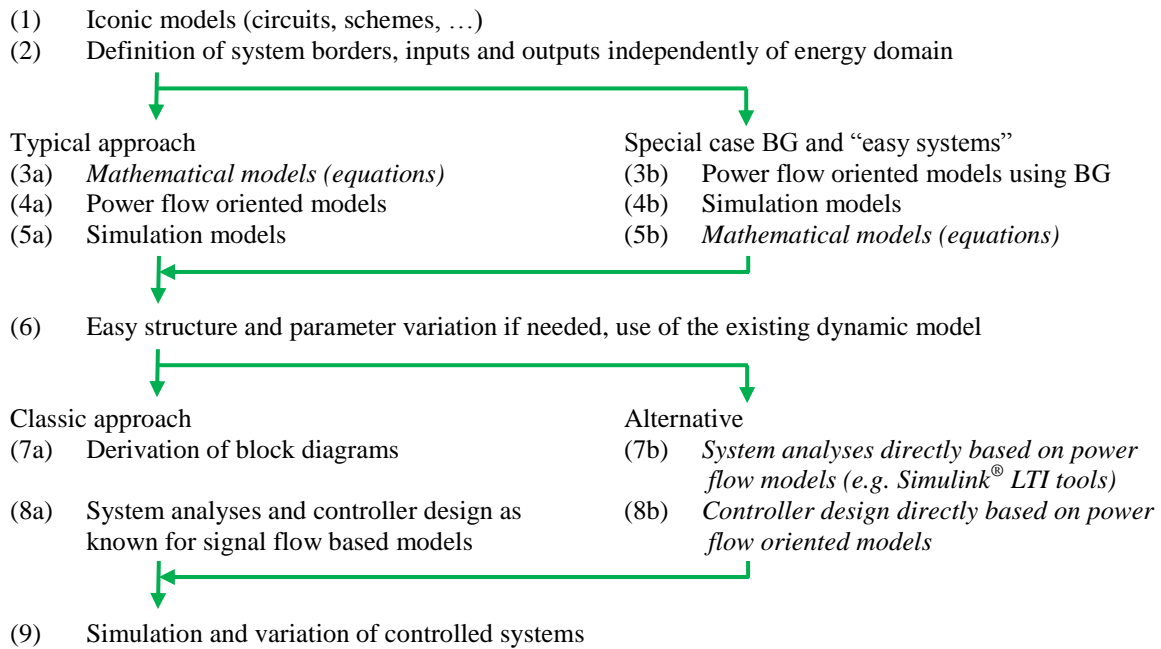 (1) Iconic models (circuits, schemes, …)
(2) Definition of system borders, inputs and outputs independently of energy domain
Typical approach
(3a) Mathematical models (equations)
(4a) Power flow oriented models
(5a) Simulation models
Special case BG and “easy systems”
(3b) Power flow oriented models using BG
(4b) Simulation models
(5b) Mathematical models (equations)
(6) Easy structure and parameter variation if needed, use of the existing dynamic model
Classic approach
(7a) Derivation of block diagrams
(8a) System analyses and controller design as
known for signal flow based models
Alternative
(7b) System analyses directly based on power
flow models (e.g. Simulink® LTI tools)
(8b) Controller design directly based on power
flow oriented models
(9) Simulation and variation of controlled systems